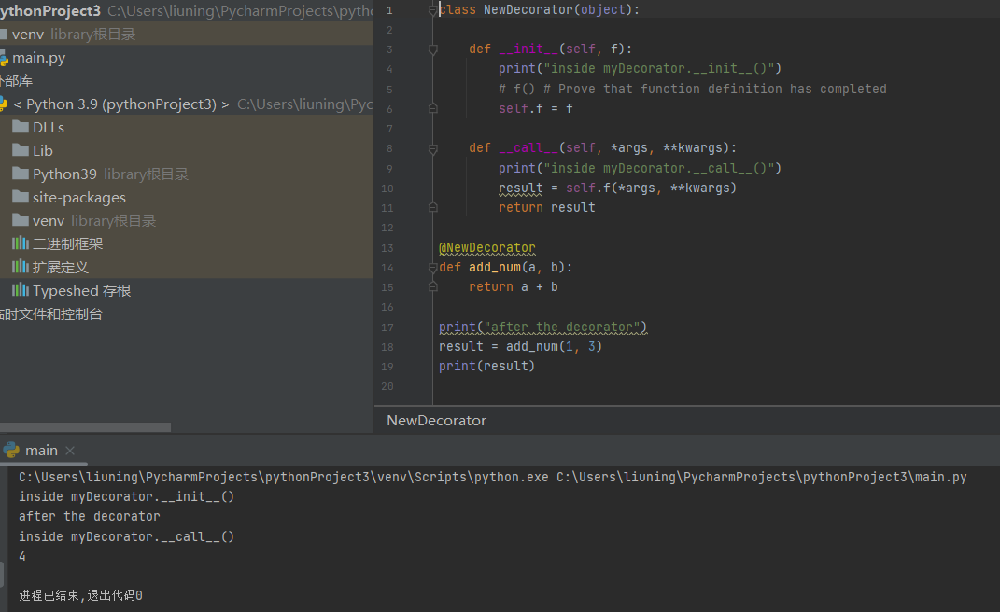 ythonProject3 C:\Users\liuning\PycharmProjects\pytho
venv library根目录
main.py
外部库
< Python 3.9 (pythonProject3) > C:\Users\liuning\Pyc
DLLs
Lib
Python39 library根目录
site-packages
venv library根目录
二进制框架
扩展定义
Typeshed 存根
临时文件和控制台
1 class NewDecorator(object):
2
3 def __init__(self, f):
4 print("inside myDecorator.__init__()")
5 # f() # Prove that function definition has completed
6 self.f = f
7
8 def __call__(self, *args, **kwargs):
9 print("inside myDecorator.__call__()")
10 result = self.f(*args, **kwargs)
11 return result
12
13 @NewDecorator
14 def add_num(a, b):
15 return a + b
16
17 print("after the decorator")
18 result = add_num(1, 3)
19 print(result)
20
NewDecorator
main
C:\Users\liuning\PycharmProjects\pythonProject3\venv\Scripts\python.exe C:\Users\liuning\PycharmProjects\pythonProject3\main.py
inside myDecorator.__init__()
after the decorator
inside myDecorator.__call__()
4
进程已结束,退出代码0